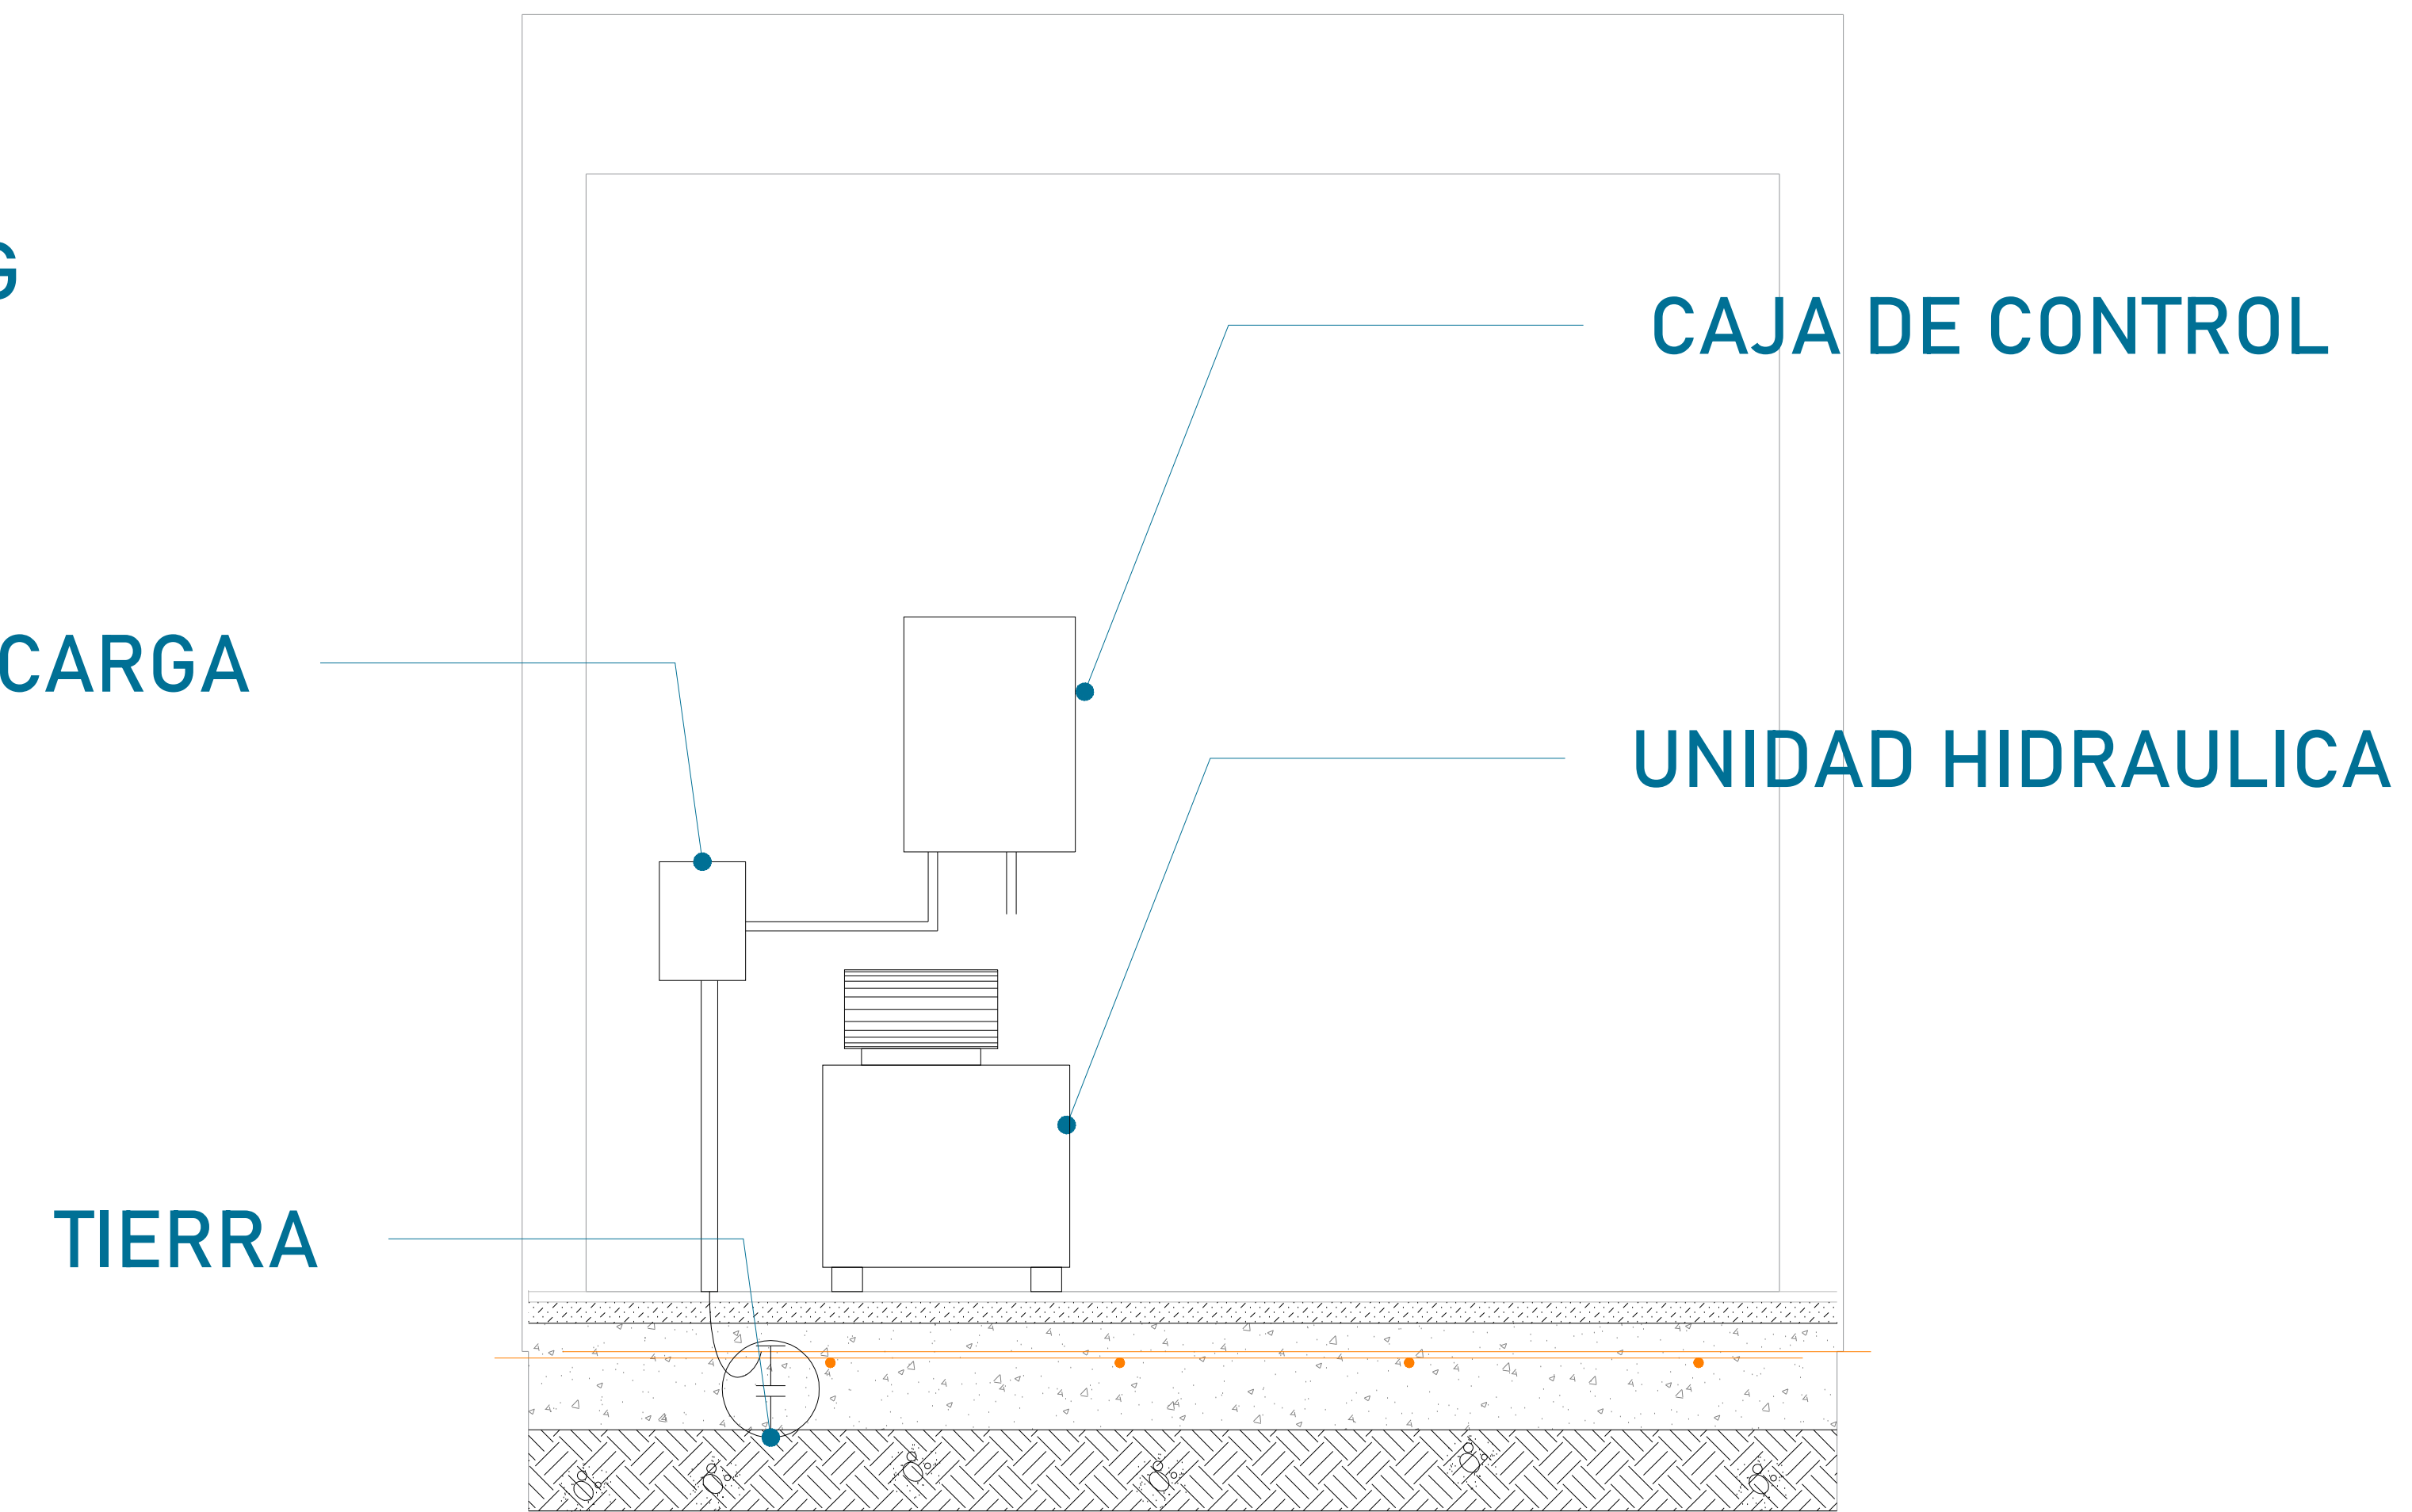 G
CAJA DE CONTROL
CARGA
UNIDAD HIDRAULICA
TIERRA